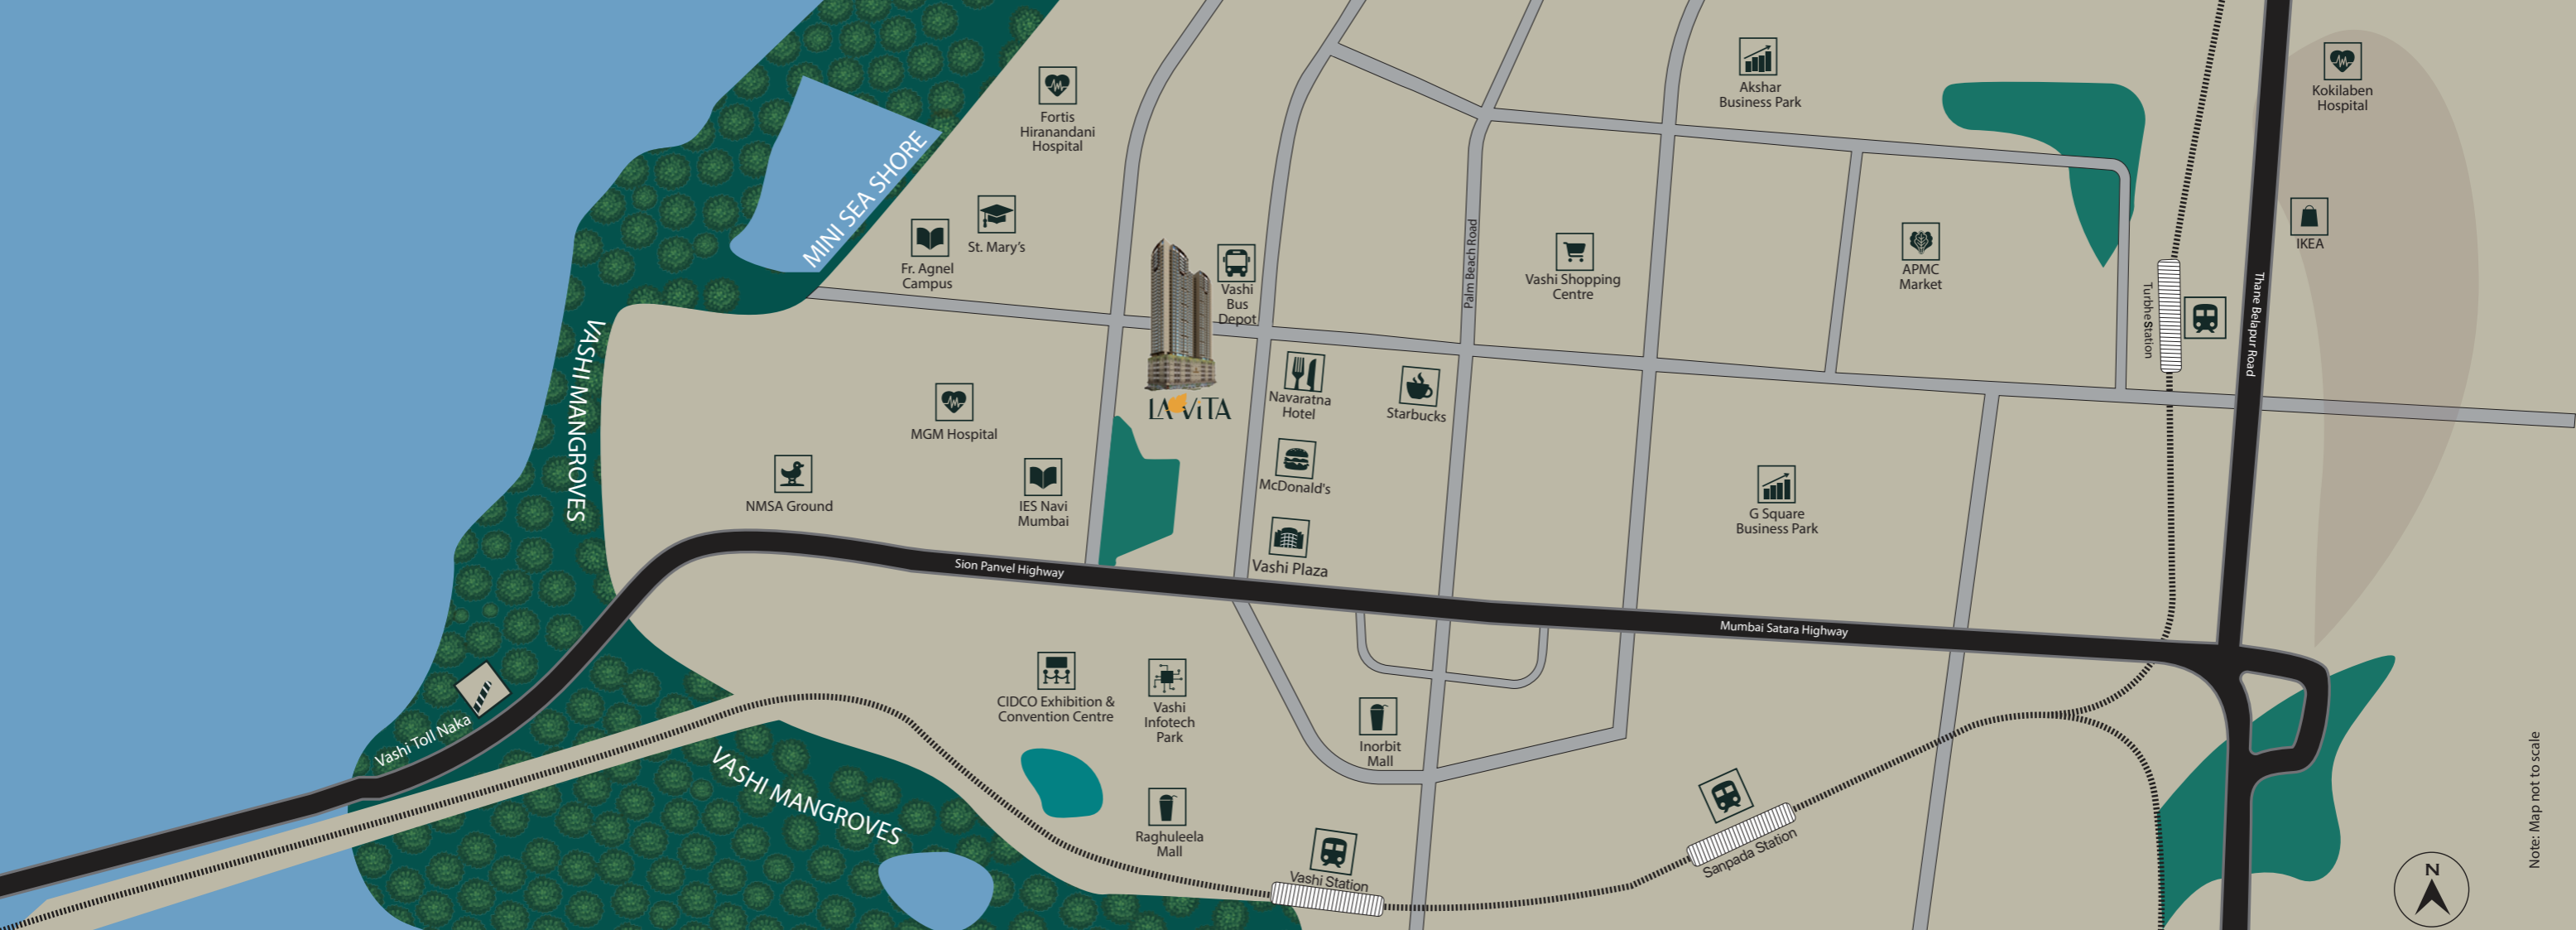 Fortis
Hiranandani
Hospital
Akshar
Business Park
Kokilaben
Hospital
MINI SEA SHORE
St. Mary's
Fr. Agnel
Campus
Vashi
Bus
Depot
Palm Beach Road
Vashi Shopping
Centre
APMC
Market
IKEA
Turbhe Station
Thane Belapur Road
VASHI MANGROVES
LA ViTA
Navaratna
Hotel
Starbucks
MGM Hospital
McDonald's
NMSA Ground
IES Navi
Mumbai
G Square
Business Park
Vashi Plaza
Sion Panvel Highway
Mumbai Satara Highway
CIDCO Exhibition &
Convention Centre
Vashi
Infotech
Park
Vashi Toll Naka
Inorbit
Mall
VASHI MANGROVES
Raghuleela
Mall
Vashi Station
Sanpada Station
Note: Map not to scale
N